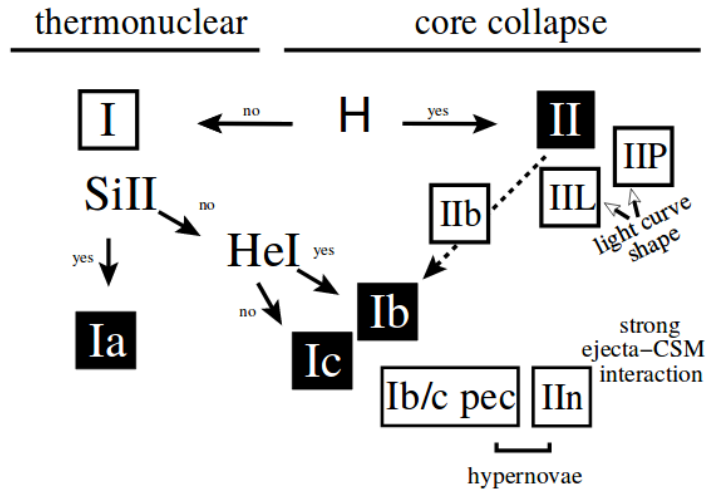 thermonuclear
core collapse
I
no
H
yes
II
IIP
SiII
no
IIb
IIL
light curve
shape
yes
HeI
yes
no
Ia
Ib
Ic
strong
ejecta-CSM
interaction
Ib/c pec
IIn
hypernovae